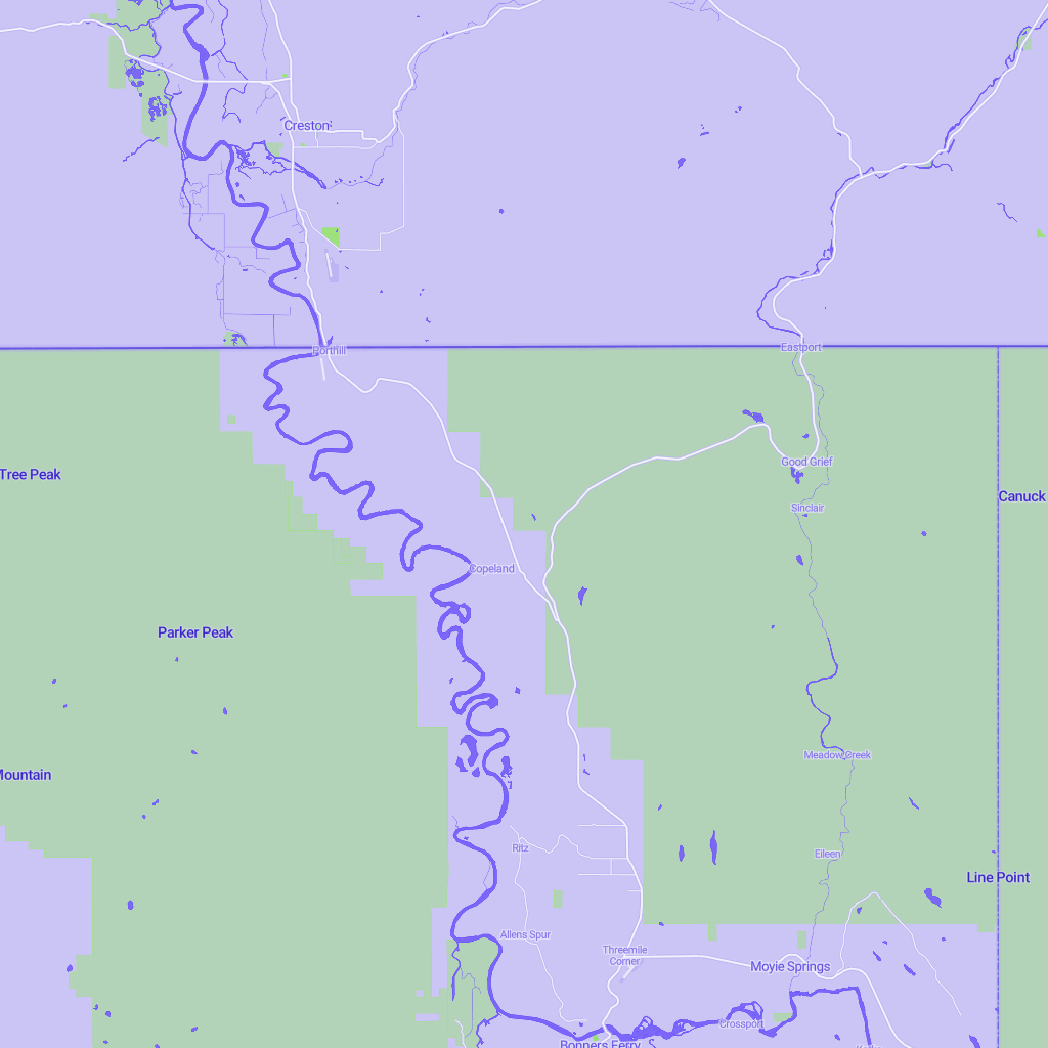 Creston
Porthill
Eastport
Good Grief
Tree Peak
Canuck
Sinclair
Copeland
Parker Peak
Meadow Creek
Mountain
Ritz
Eileen
Line Point
Allens Spur
Threemile
Corner
Moyie Springs
Crossport
Bonners Ferry